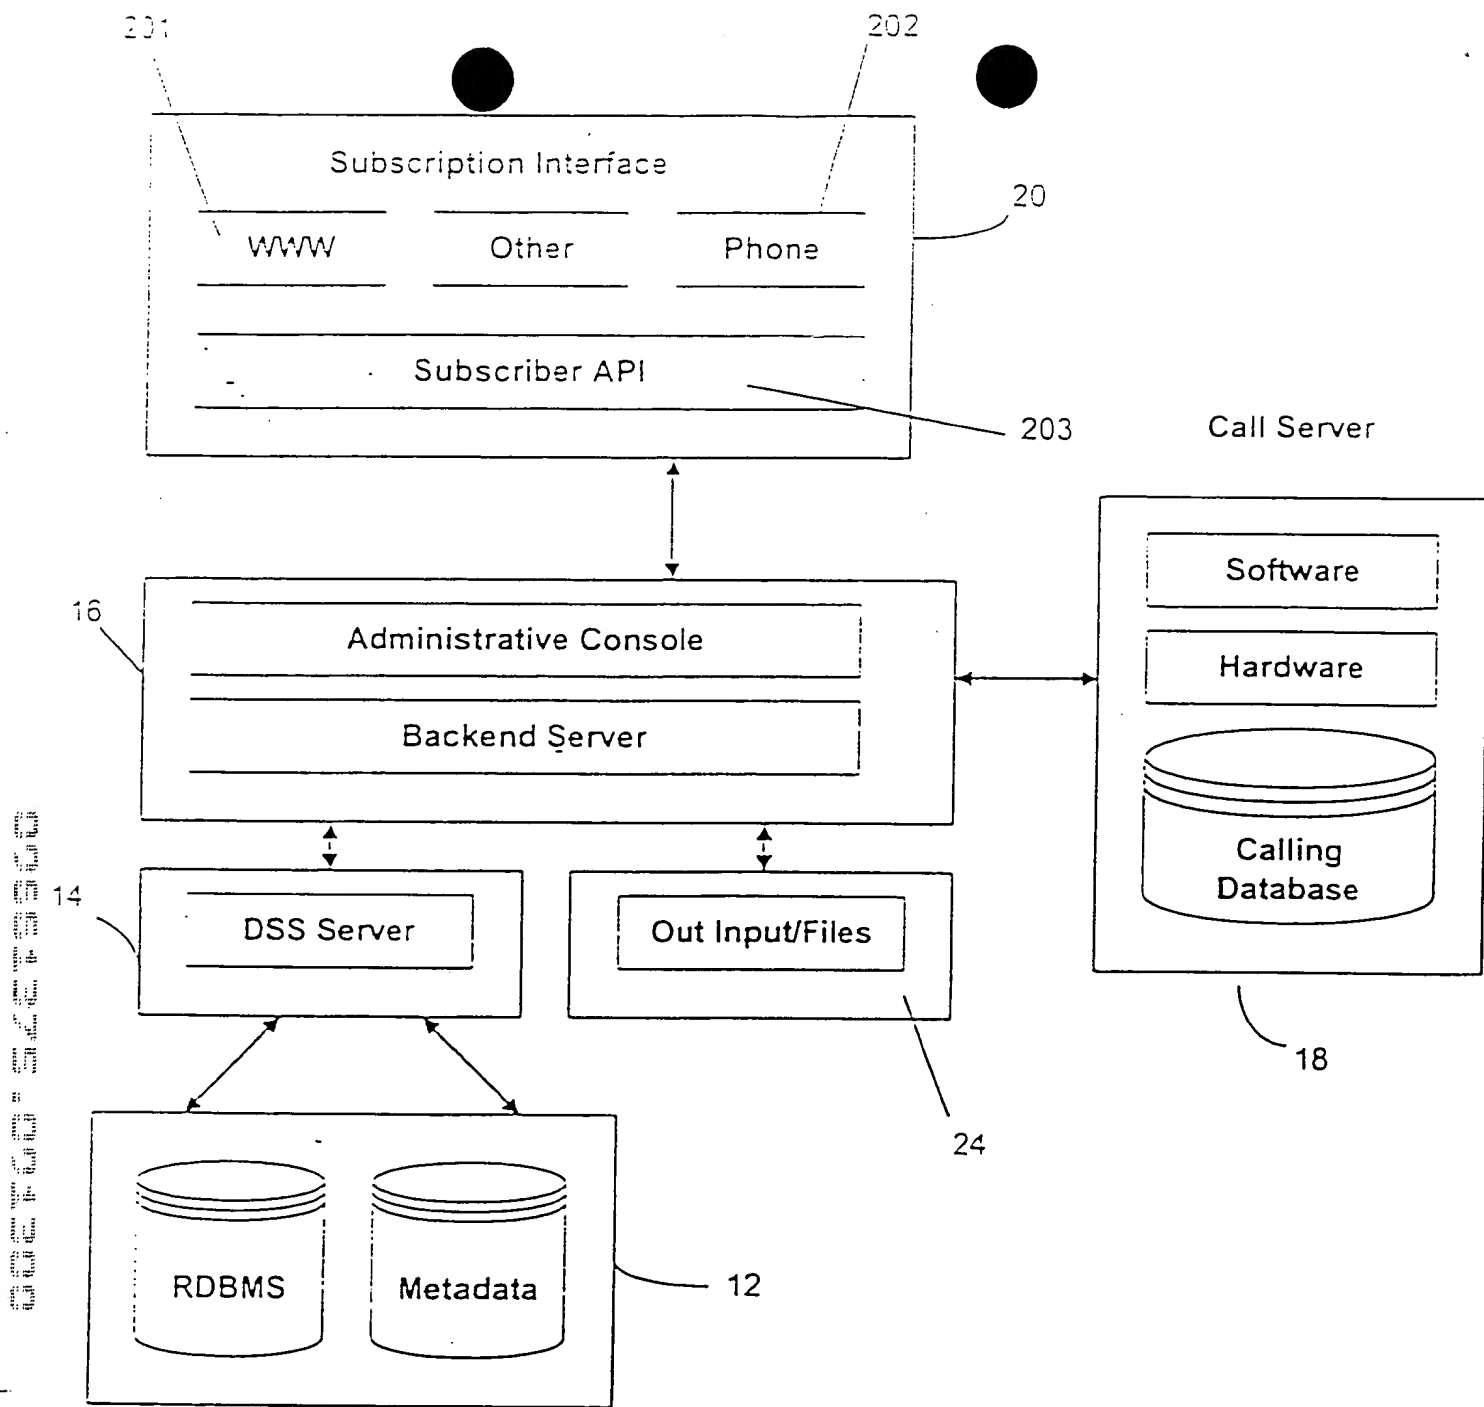 201
202
Subscription Interface
20
WWW
Other
Phone
Subscriber API
203
Call Server
16
Administrative Console
Backend Server
Software
Hardware
Calling
Database
14
DSS Server
Out Input/Files
18
24
RDBMS
Metadata
12